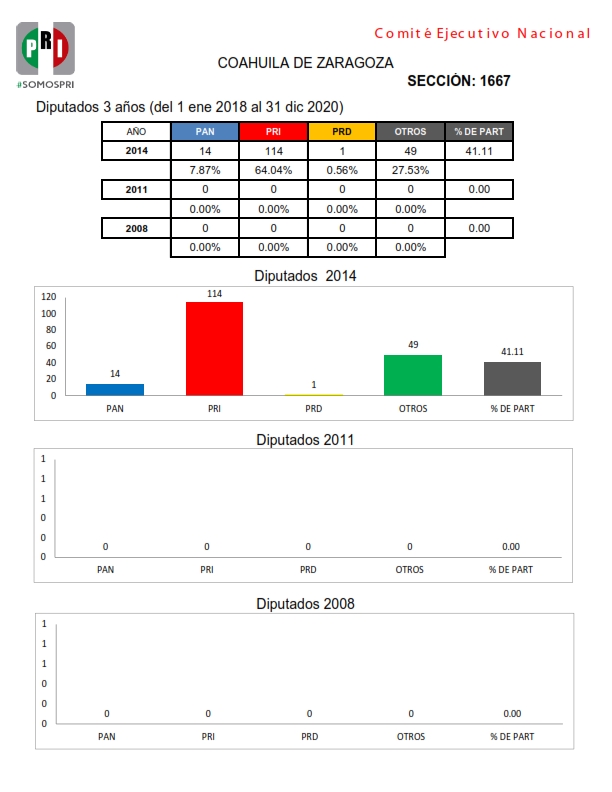 PRI
#SOMOSPRI
Comité Ejecutivo Nacional
COAHUILA DE ZARAGOZA
SECCIÓN: 1667
Diputados 3 años (del 1 ene 2018 al 31 dic 2020)
AÑO PAN PRI PRD OTROS % DE PART
2014 14 114 1 49 41.11
7.87% 64.04% 0.56% 27.53%
2011 0 0 0 0 0.00
0.00% 0.00% 0.00% 0.00%
2008 0 0 0 0 0.00
0.00% 0.00% 0.00% 0.00%
Diputados 2014
120
100
80
60
40
20
0
14 114 1 49 41.11
PAN PRI PRD OTROS % DE PART
Diputados 2011
1
1
1
0
0
0
0 0 0 0 0.00
PAN PRI PRD OTROS % DE PART
Diputados 2008
1
1
1
0
0
0
0 0 0 0 0.00
PAN PRI PRD OTROS % DE PART